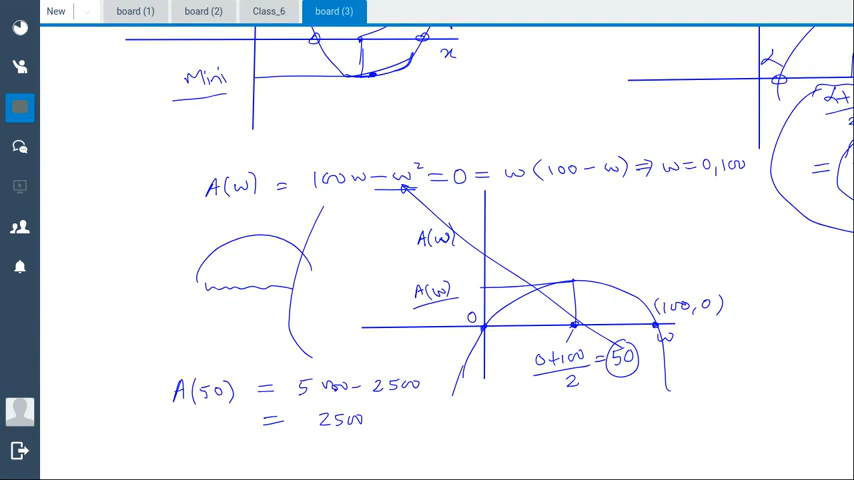 New board (1) board (2) Class_6 board (3)
x
Mini
α
α+
2
=
A(w) = 100w - w² = 0 = w(100 - w) ⇒ w = 0, 100
A(w)
A(w)
0
(100, 0)
w
0+100 = 50
2
A(50) = 5000 - 2500
= 2500